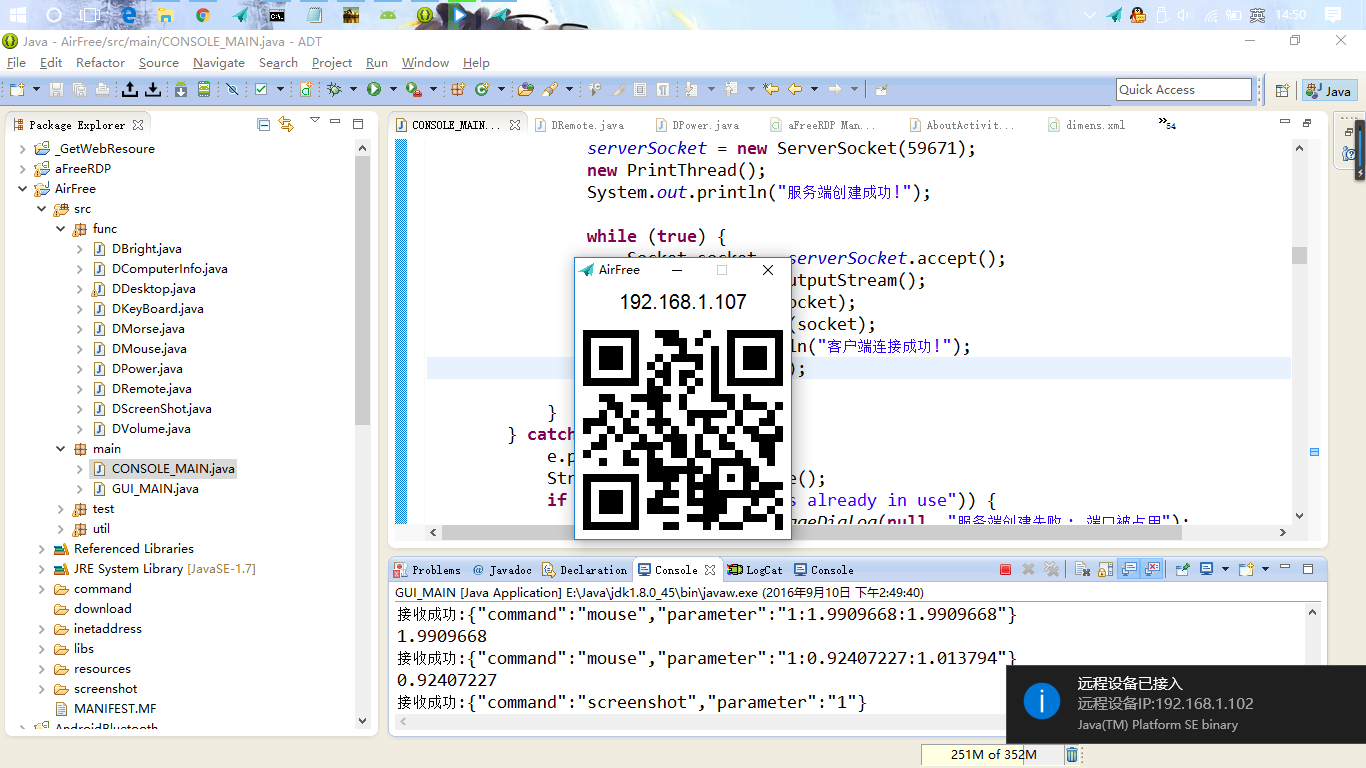 英 14:50
Java - AirFree/src/main/CONSOLE_MAIN.java - ADT
File Edit Refactor Source Navigate Search Project Run Window Help
Quick Access
Java
Package Explorer
_GetWebResoure
aFreeRDP
AirFree
src
func
DBright.java
DComputerInfo.java
DDesktop.java
DKeyBoard.java
DMorse.java
DMouse.java
DPower.java
DRemote.java
DScreenShot.java
DVolume.java
main
CONSOLE_MAIN.java
GUI_MAIN.java
test
util
Referenced Libraries
JRE System Library [JavaSE-1.7]
command
download
inetaddress
libs
resources
screenshot
MANIFEST.MF
AndroidBluetooth
CONSOLE_MAIN... DRemote.java DPower.java aFreeRDP Man... AboutActivit... dimens.xml 54
serverSocket = new ServerSocket(59671);
new PrintThread();
System.out.println("服务端创建成功!");
while (true) {
Socket socket serverSocket.accept();
utputStream();
ocket);
(socket);
ln("客户端连接成功!");
);
}
} catch
e.p
Str e();
if s already in use")) {
ageDialog(null, "服务端创建失败: 端口被占用");
AirFree
192.168.1.107
Problems @ Javadoc Declaration Console LogCat Console
GUI_MAIN [Java Application] E:\Java\jdk1.8.0_45\bin\javaw.exe (2016年9月10日 下午2:49:40)
接收成功:{"command":"mouse","parameter":"1:1.9909668:1.9909668"}
1.9909668
接收成功:{"command":"mouse","parameter":"1:0.92407227:1.013794"}
0.92407227
接收成功:{"command":"screenshot","parameter":"1"}
远程设备已接入
远程设备IP:192.168.1.102
Java(TM) Platform SE binary
251M of 352M